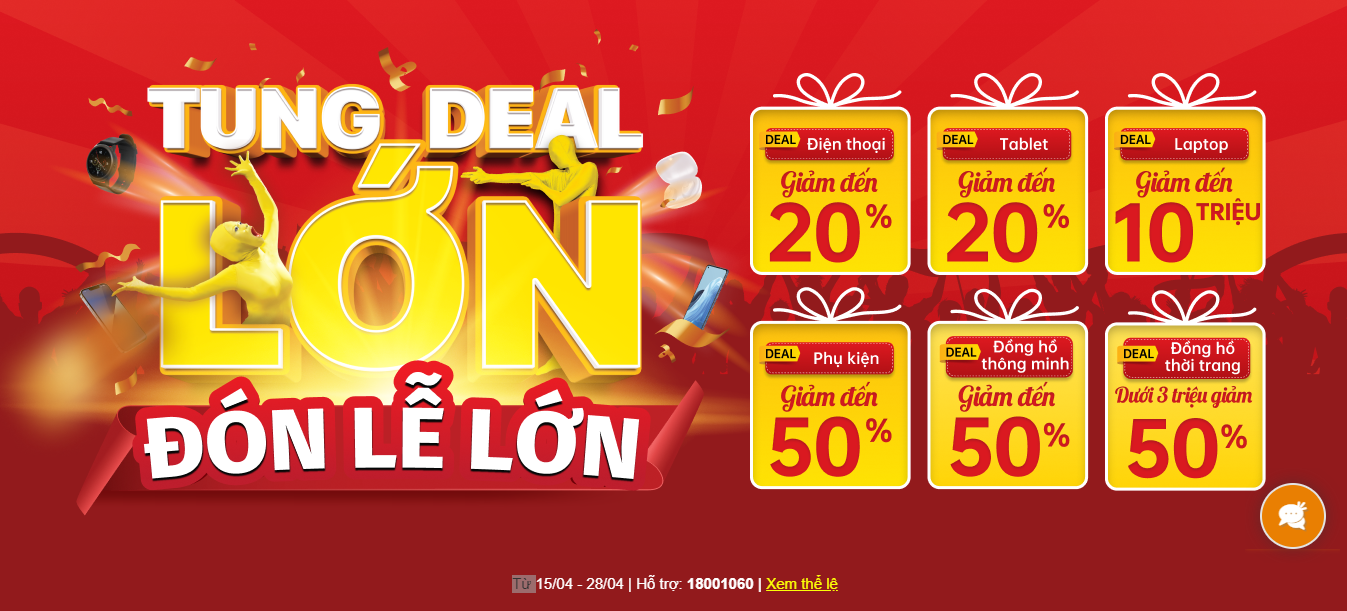 TUNG DEAL
LỚN
ĐÓN LỄ LỚN
DEAL Điện thoại
Giảm đến
20%
DEAL Tablet
Giảm đến
20%
DEAL Laptop
Giảm đến
10 TRIỆU
DEAL Phụ kiện
Giảm đến
50%
DEAL Đồng hồ
thông minh
Giảm đến
50%
DEAL Đồng hồ
thời trang
Dưới 3 triệu giảm
50%
Từ 15/04 - 28/04 | Hỗ trợ: 18001060 | Xem thể lệ